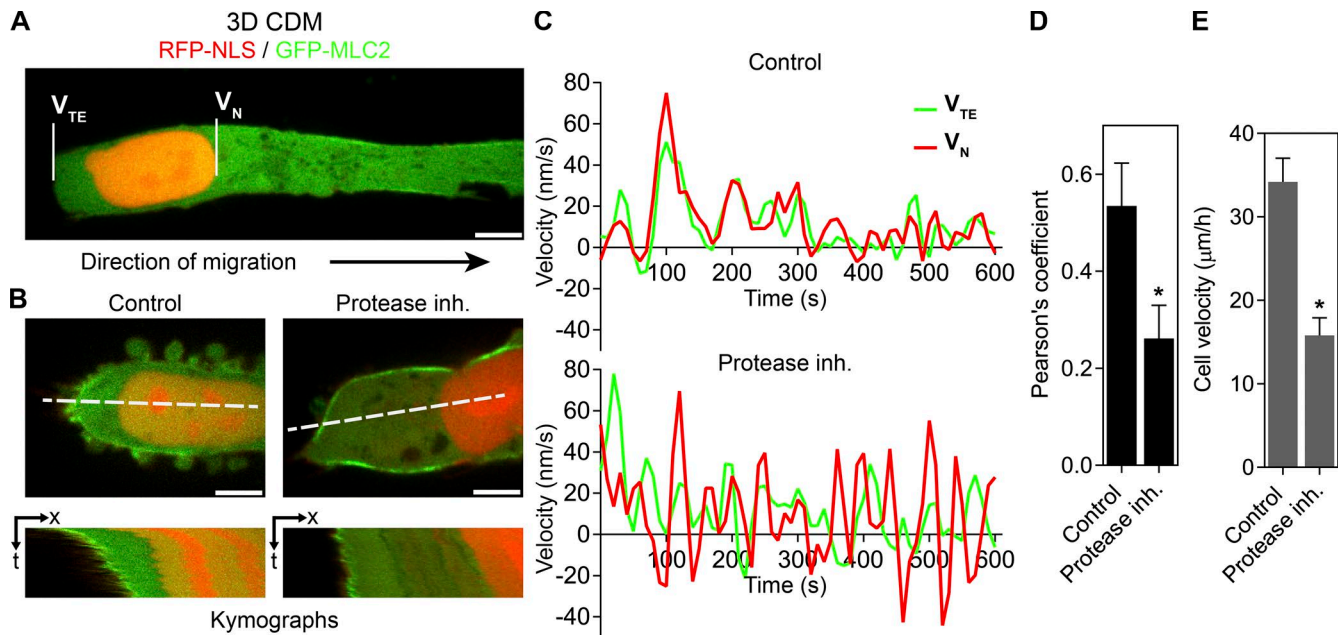 A
3D CDM
RFP-NLS / GFP-MLC2
VTE
VN
Direction of migration
B
Control
Protease inh.
x
t
x
t
Kymographs
C
Control
Velocity (nm/s)
80
60
40
20
0
-20
-40
100
200
300
400
500
600
Time (s)
VTE
VN
Protease inh.
Velocity (nm/s)
80
60
40
20
0
-20
-40
100
200
300
400
500
600
Time (s)
D
Pearson's coefficient
0.6
0.4
0.2
0.0
*
Control
Protease inh.
E
Cell velocity (μm/h)
40
30
20
10
0
*
Control
Protease inh.